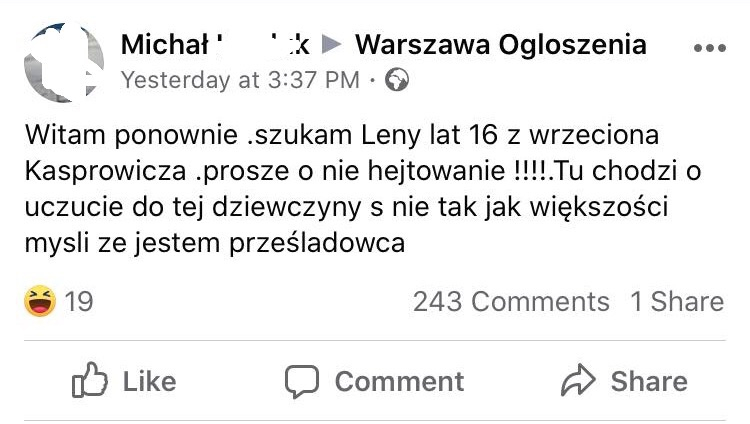 Michał Warszawa Ogloszenia
Yesterday at 3:37 PM ·
Witam ponownie .szukam Leny lat 16 z wrzeciona
Kasprowicza .prosze o nie hejtowanie !!!!.Tu chodzi o
uczucie do tej dziewczyny s nie tak jak większości
mysli ze jestem prześladowca
19 243 Comments 1 Share
Like Comment Share